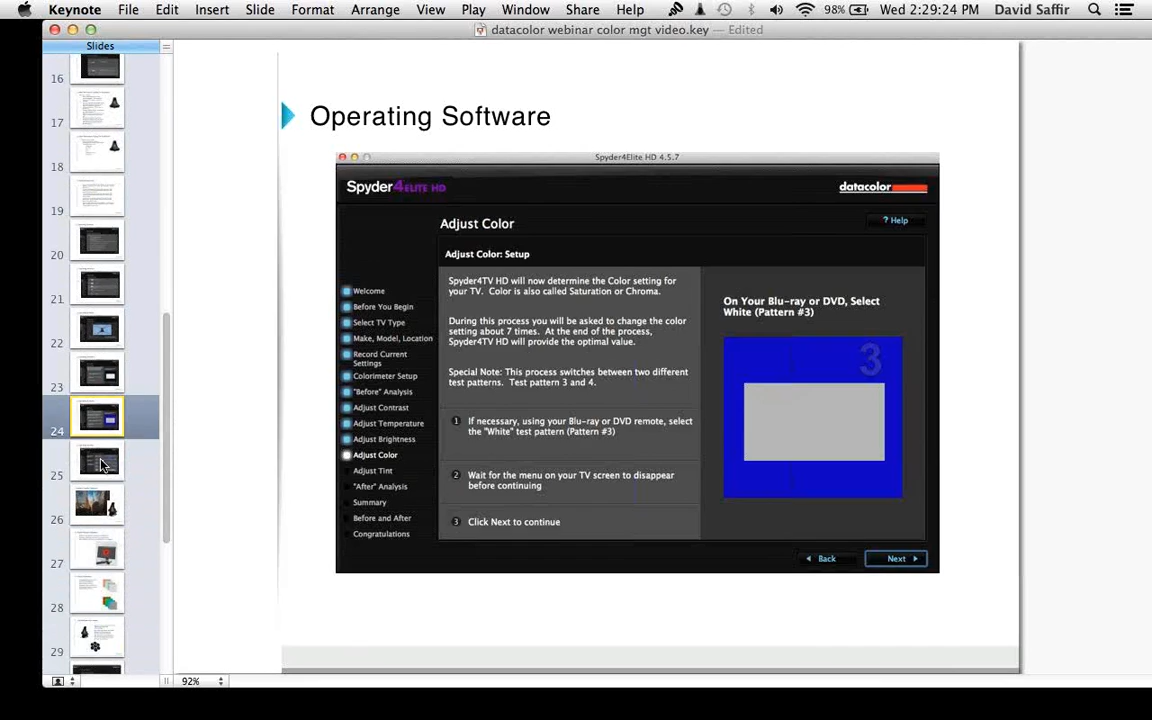 Keynote File Edit Insert Slide Format Arrange View Play Window Share Help 98% Wed 2:29:24 PM David Saffir
datacolor webinar color mgt video.key — Edited
Slides
16
17
18
19
20
21
22
23
24
25
26
27
28
29
Operating Software
Spyder4Elite HD 4.5.7
Spyder4ELITE HD
datacolor
Adjust Color
? Help
Adjust Color: Setup
Welcome
Before You Begin
Select TV Type
Make, Model, Location
Record Current
Settings
Colorimeter Setup
"Before" Analysis
Adjust Contrast
Adjust Temperature
Adjust Brightness
Adjust Color
Adjust Tint
"After" Analysis
Summary
Before and After
Congratulations
Spyder4TV HD will now determine the Color setting for
your TV. Color is also called Saturation or Chroma.
During this process you will be asked to change the color
setting about 7 times. At the end of the process,
Spyder4TV HD will provide the optimal value.
Special Note: This process switches between two different
test patterns. Test pattern 3 and 4.
1 If necessary, using your Blu-ray or DVD remote, select
the "White" test pattern (Pattern #3)
2 Wait for the menu on your TV screen to disappear
before continuing
3 Click Next to continue
On Your Blu-ray or DVD, Select
White (Pattern #3)
3
Back
Next
92%